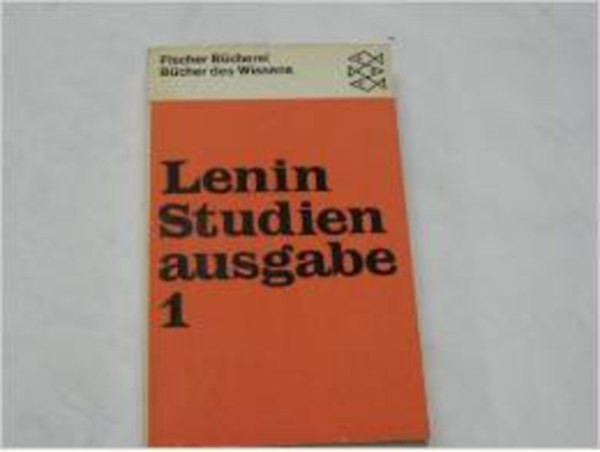 Fischer Bücherei
Bücher des Wissens
Lenin
Studien
ausgabe
1